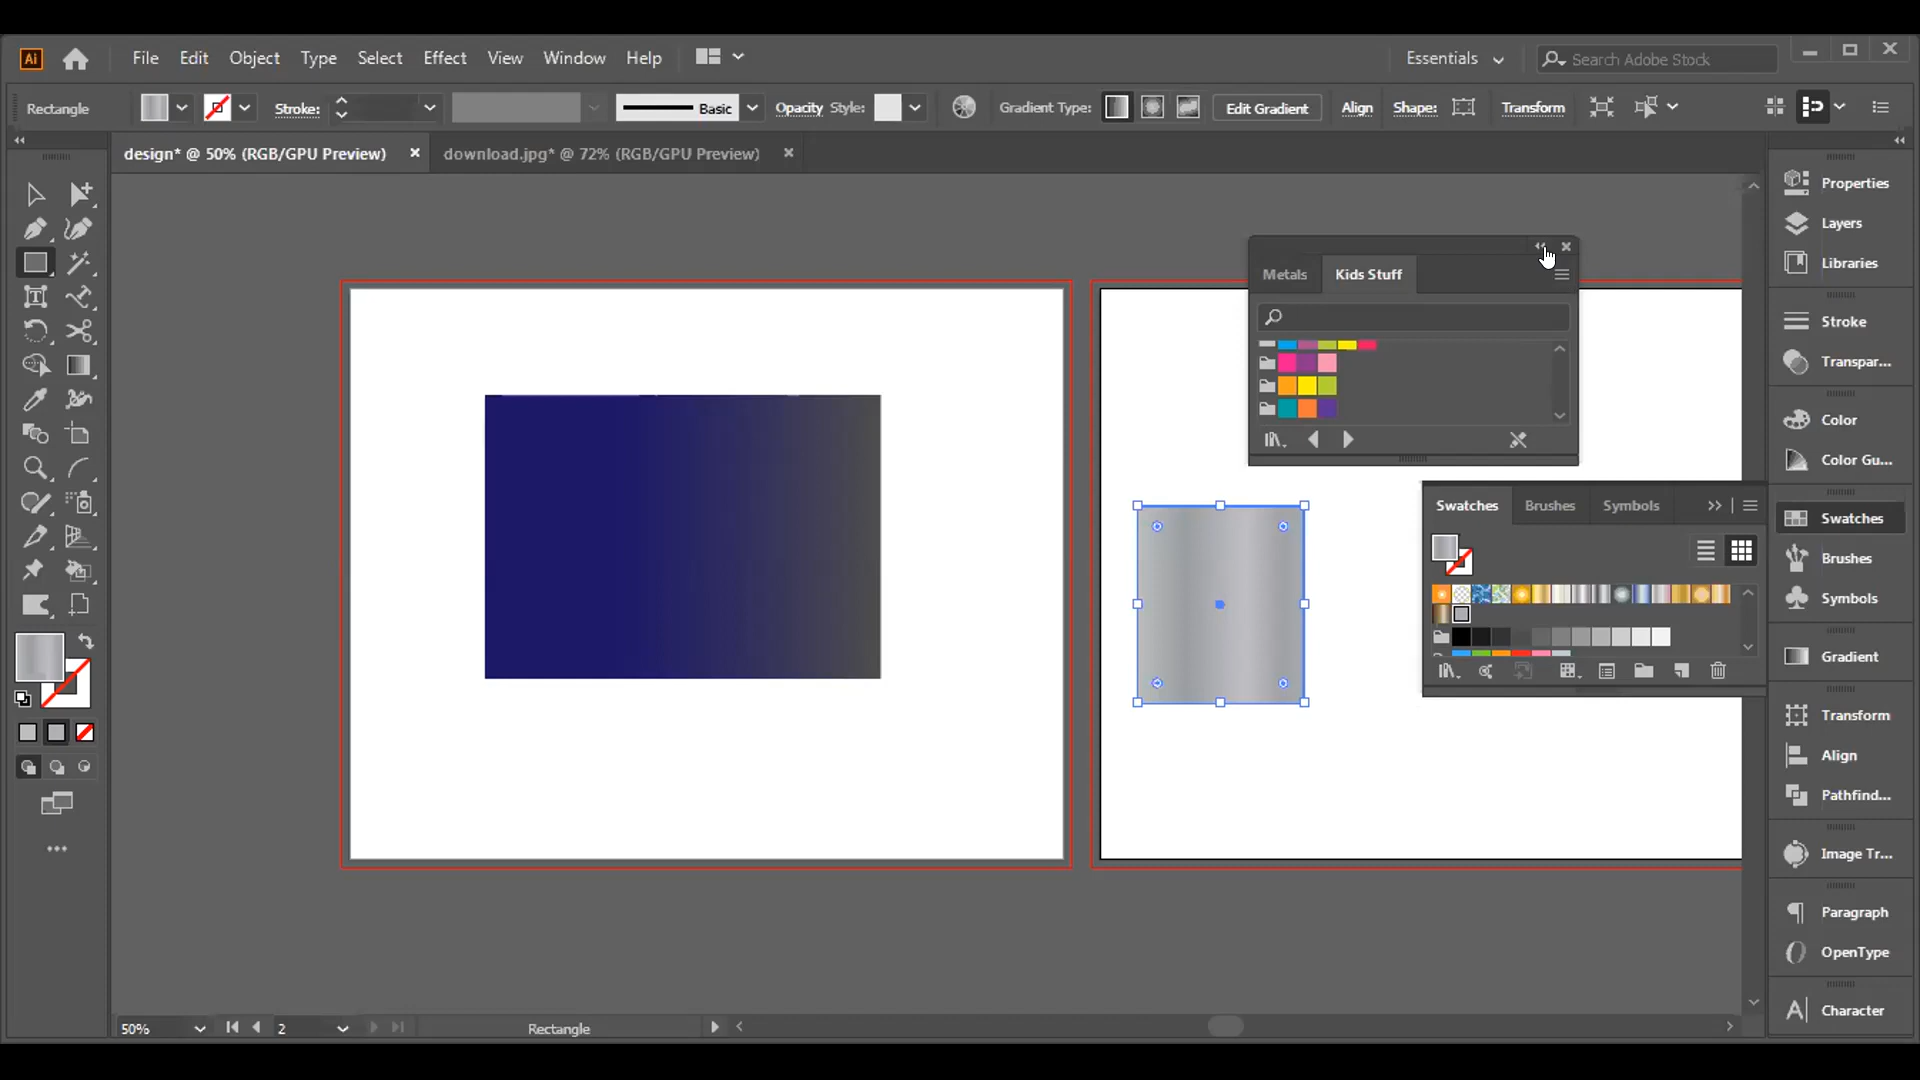 Ai File Edit Object Type Select Effect View Window Help Essentials Search Adobe Stock
Rectangle Stroke: Basic Opacity Style: Gradient Type: Edit Gradient Align Shape: Transform
design* @ 50% (RGB/GPU Preview) download.jpg* @ 72% (RGB/GPU Preview)
Metals Kids Stuff
Swatches Brushes Symbols
Properties
Layers
Libraries
Stroke
Transpar...
Color
Color Gu...
Swatches
Brushes
Symbols
Gradient
Transform
Align
Pathfind...
Image Tr...
Paragraph
OpenType
Character
50% 2 Rectangle